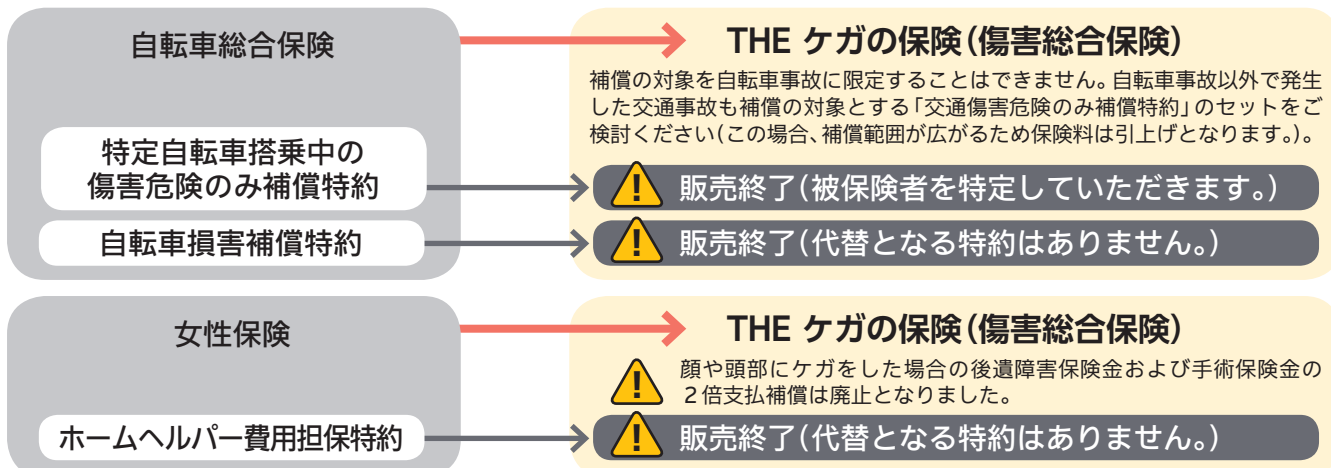 自転車総合保険
THE ケガの保険(傷害総合保険)
補償の対象を自転車事故に限定することはできません。自転車事故以外で発生
した交通事故も補償の対象とする「交通傷害危険のみ補償特約」のセットをご
検討ください(この場合、補償範囲が広がるため保険料は引上げとなります。)。
特定自転車搭乗中の
傷害危険のみ補償特約
販売終了(被保険者を特定していただきます。)
自転車損害補償特約
販売終了(代替となる特約はありません。)
女性保険
THE ケガの保険(傷害総合保険)
顔や頭部にケガをした場合の後遺障害保険金および手術保険金の
2倍支払補償は廃止となりました。
ホームヘルパー費用担保特約
販売終了(代替となる特約はありません。)